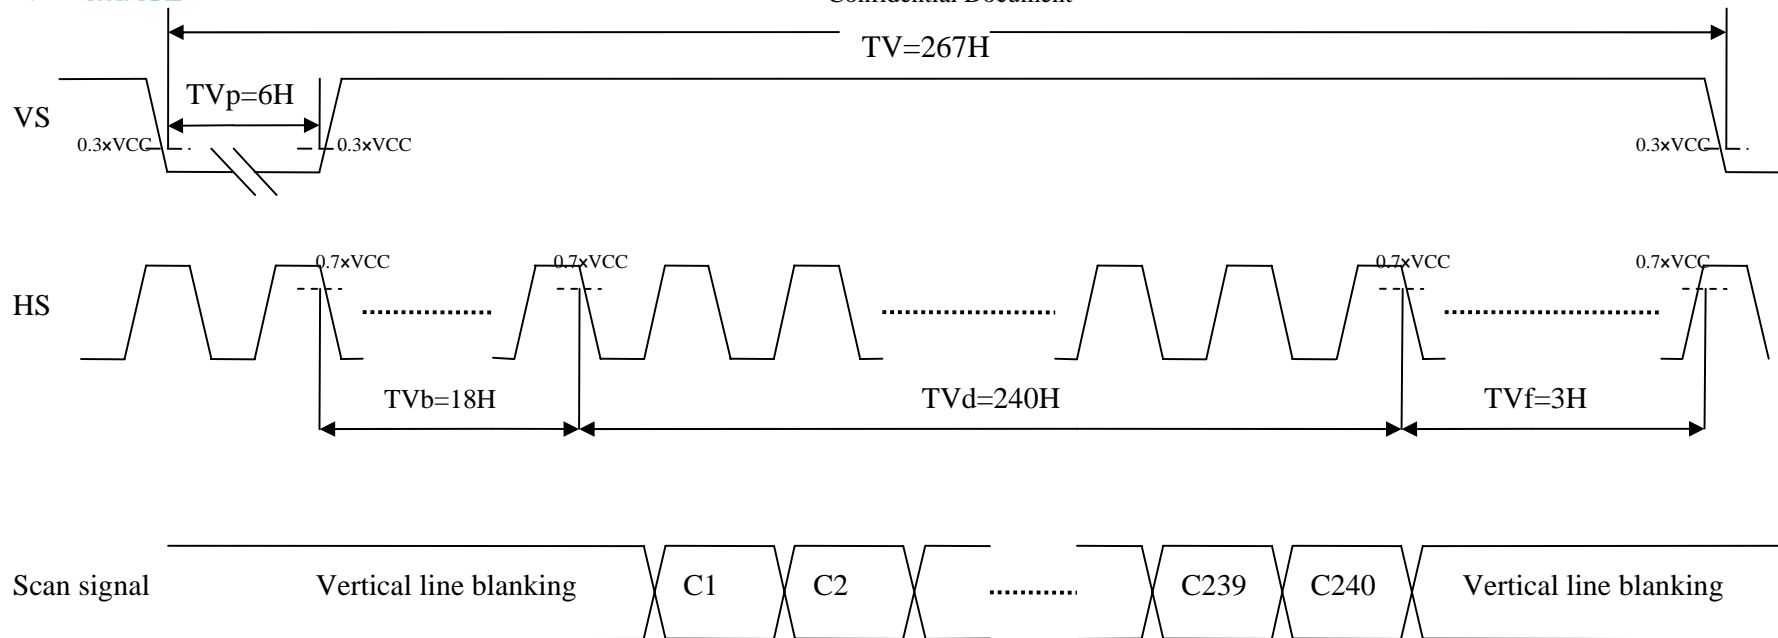 Confidential Document
TV=267H
TVp=6H
VS
0.3×VCC
0.3×VCC
0.3×VCC
0.7×VCC
0.7×VCC
0.7×VCC
0.7×VCC
HS
TVb=18H
TVd=240H
TVf=3H
Scan signal
Vertical line blanking
C1
C2
C239
C240
Vertical line blanking